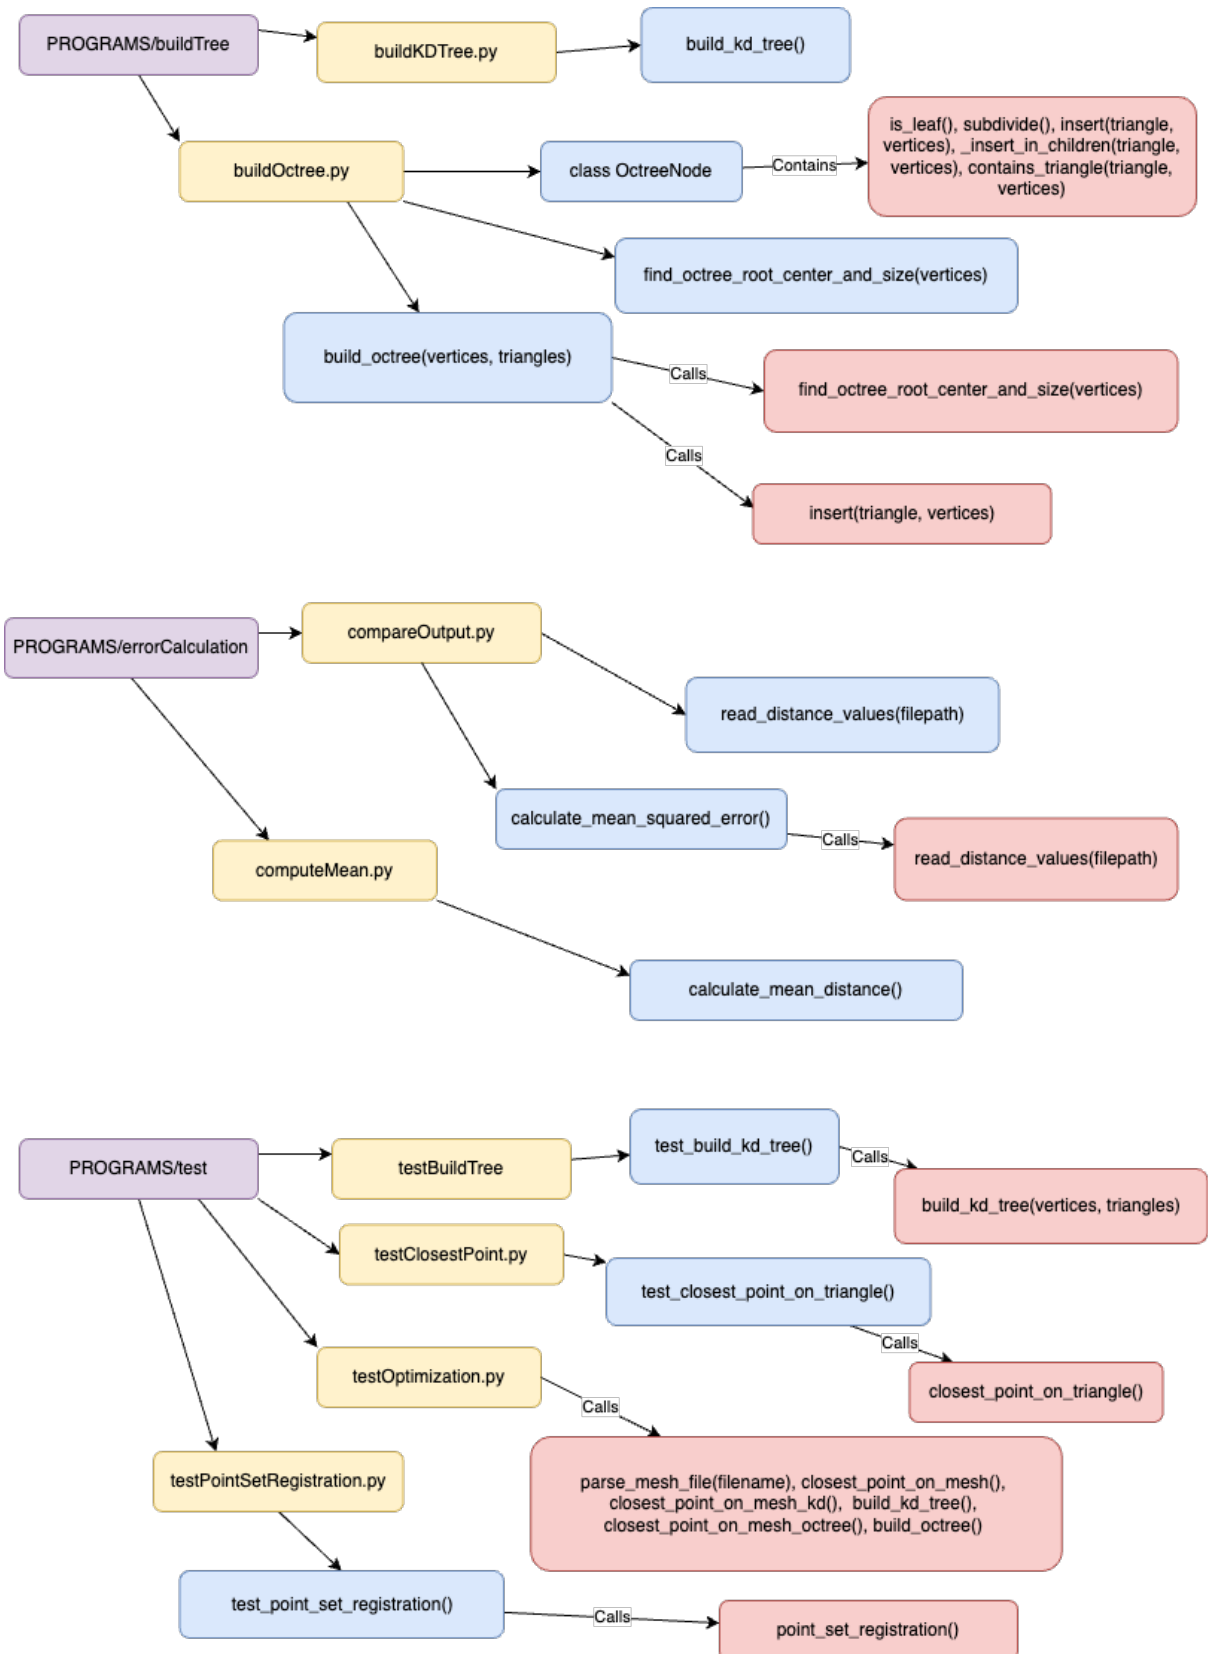 PROGRAMS/buildTree
buildKDTree.py
build_kd_tree()
buildOctree.py
class OctreeNode
Contains
is_leaf(), subdivide(), insert(triangle,
vertices), _insert_in_children(triangle,
vertices), contains_triangle(triangle,
vertices)
find_octree_root_center_and_size(vertices)
build_octree(vertices, triangles)
Calls
find_octree_root_center_and_size(vertices)
Calls
insert(triangle, vertices)
PROGRAMS/errorCalculation
compareOutput.py
read_distance_values(filepath)
calculate_mean_squared_error()
Calls
read_distance_values(filepath)
computeMean.py
calculate_mean_distance()
PROGRAMS/test
testBuildTree
test_build_kd_tree()
Calls
build_kd_tree(vertices, triangles)
testClosestPoint.py
test_closest_point_on_triangle()
Calls
closest_point_on_triangle()
testOptimization.py
Calls
parse_mesh_file(filename), closest_point_on_mesh(),
closest_point_on_mesh_kd(), build_kd_tree(),
closest_point_on_mesh_octree(), build_octree()
testPointSetRegistration.py
test_point_set_registration()
Calls
point_set_registration()